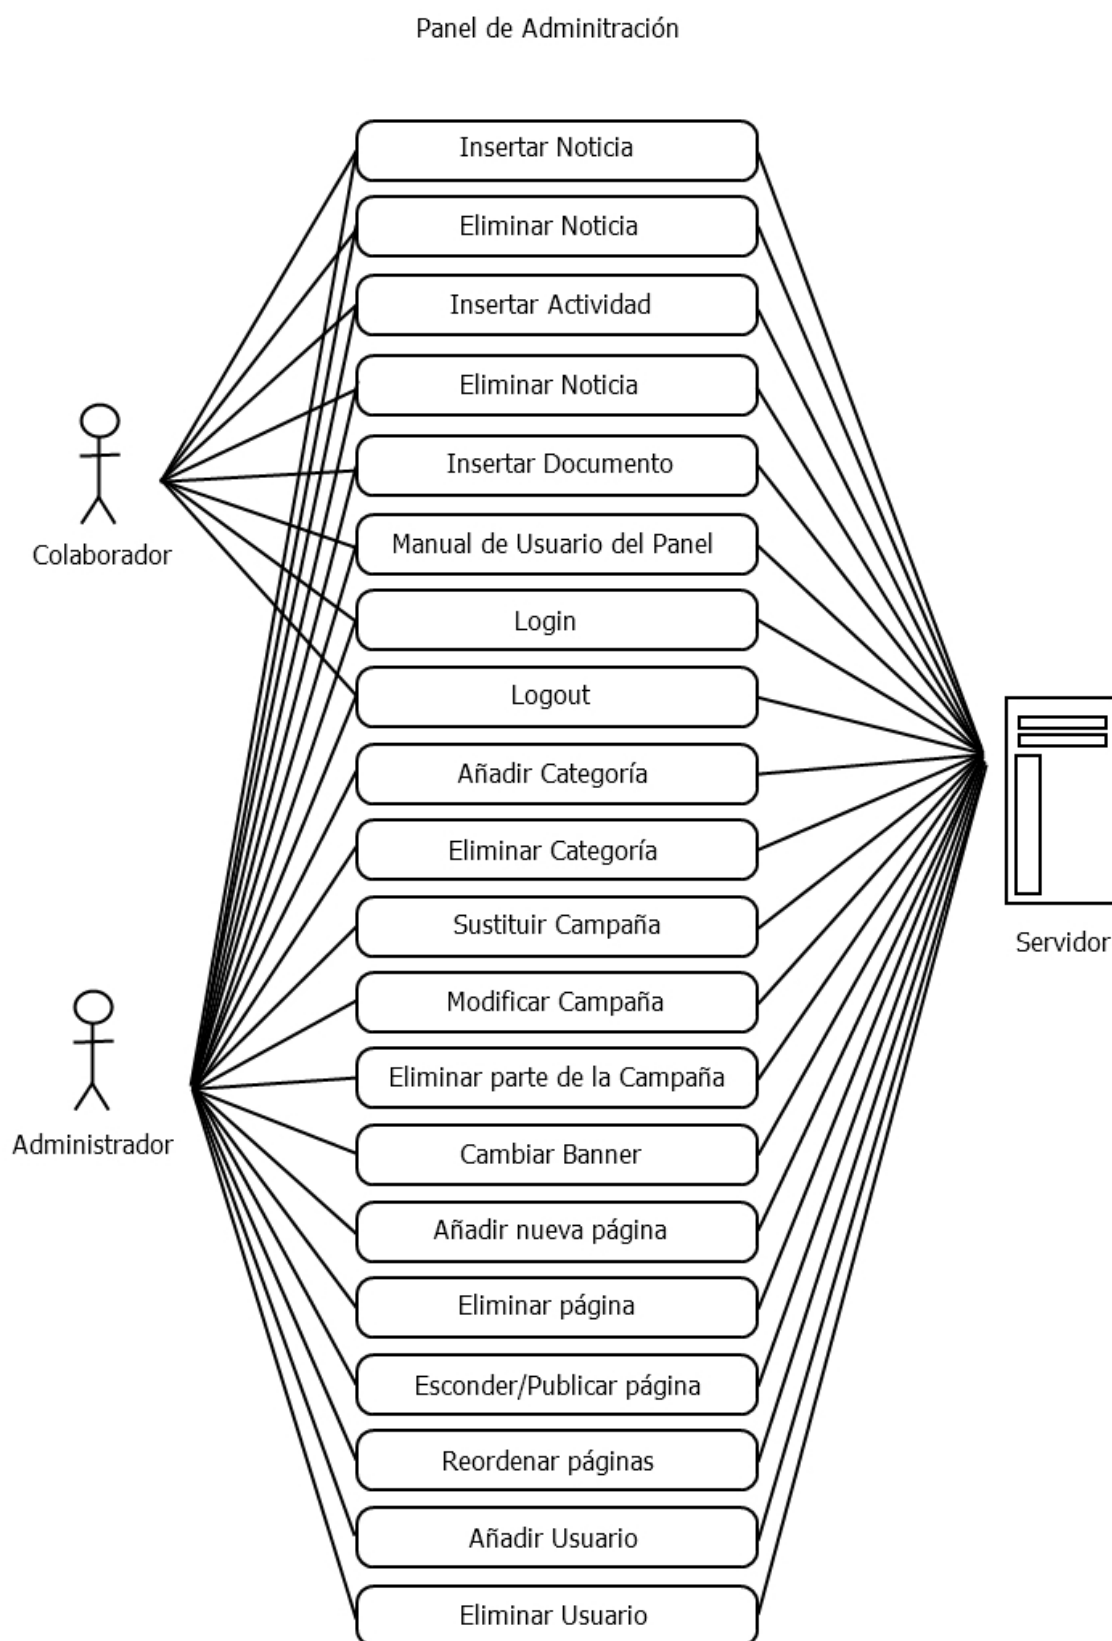 Panel de Adminitración
Insertar Noticia
Eliminar Noticia
Insertar Actividad
Eliminar Noticia
Insertar Documento
Colaborador
Manual de Usuario del Panel
Login
Logout
Añadir Categoría
Eliminar Categoría
Sustituir Campaña
Servidor
Modificar Campaña
Eliminar parte de la Campaña
Administrador
Cambiar Banner
Añadir nueva página
Eliminar página
Esconder/Publicar página
Reordenar páginas
Añadir Usuario
Eliminar Usuario